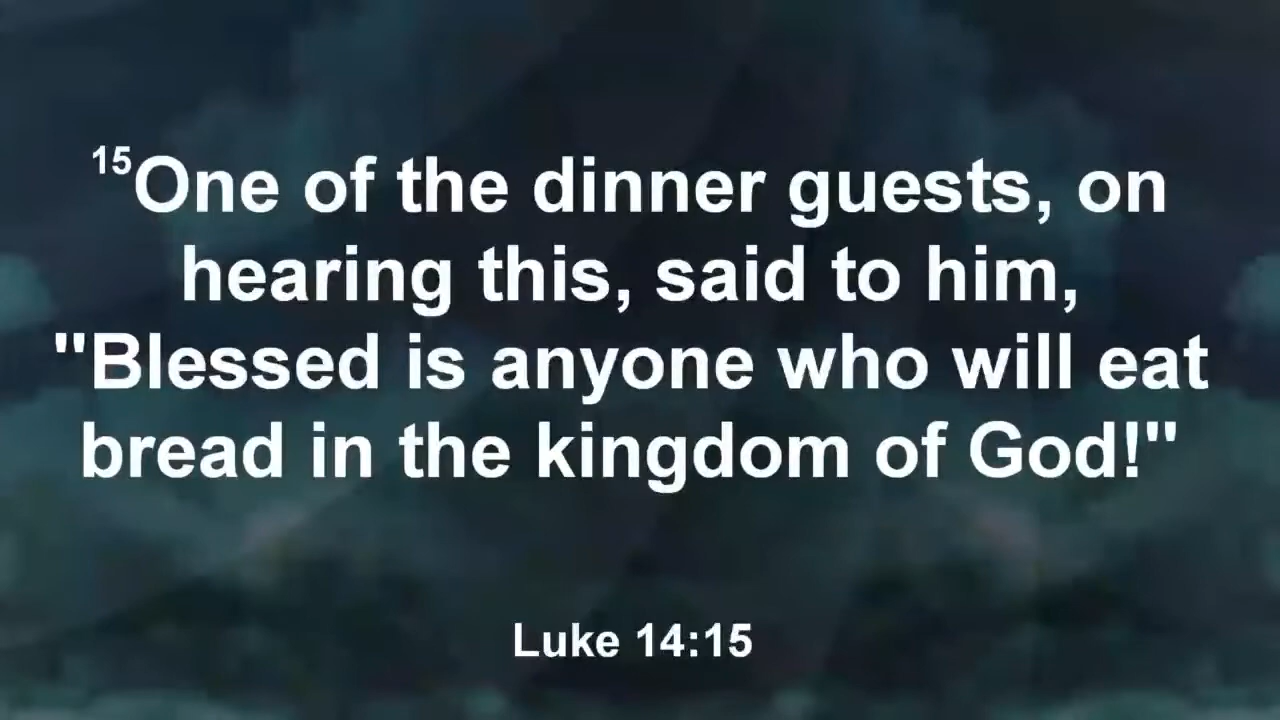 15One of the dinner guests, on
hearing this, said to him,
"Blessed is anyone who will eat
bread in the kingdom of God!"
Luke 14:15